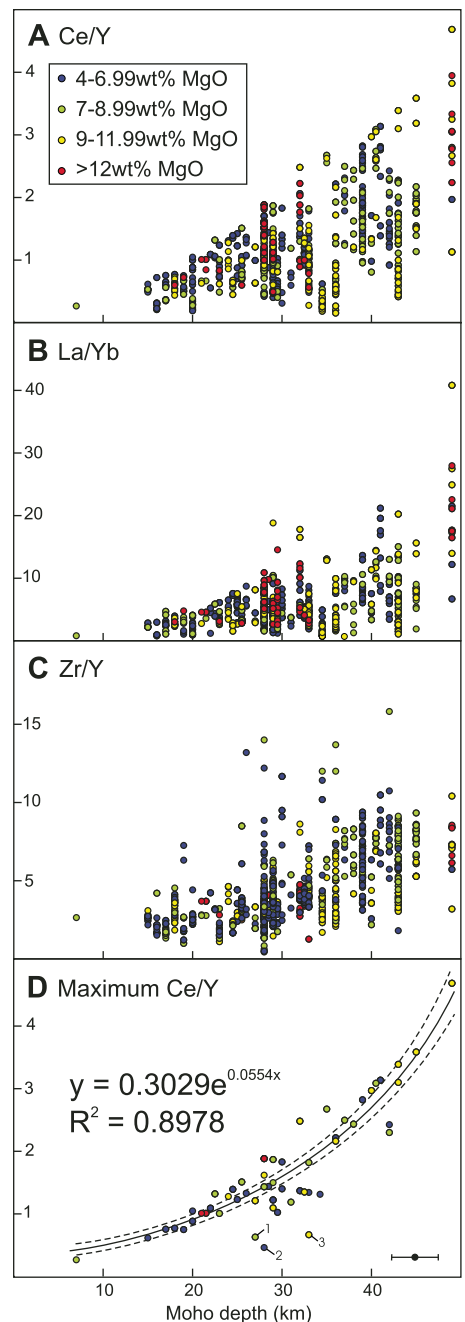 A Ce/Y
4
4-6.99wt% MgO
7-8.99wt% MgO
9-11.99wt% MgO
>12wt% MgO
3
2
1
B La/Yb
40
30
20
10
C Zr/Y
15
10
5
D Maximum Ce/Y
4
y = 0.3029e^0.0554x
R² = 0.8978
3
2
1
1
2
3
10 20 30 40
Moho depth (km)